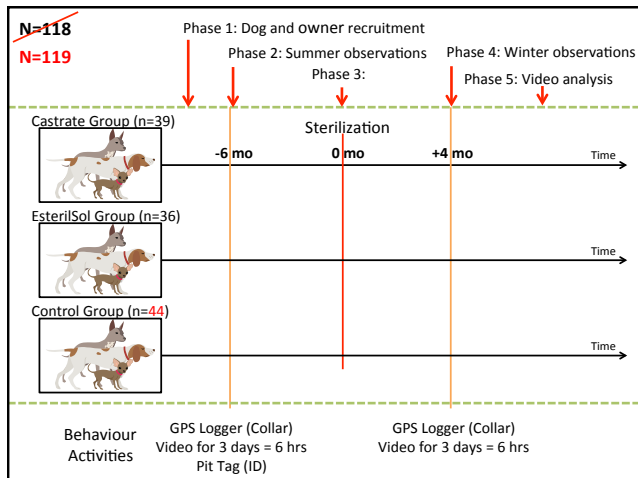 N=118
N=119
Phase 1: Dog and owner recruitment
Phase 2: Summer observations
Phase 3:
Phase 4: Winter observations
Phase 5: Video analysis
Castrate Group (n=39)
Sterilization
-6 mo
0 mo
+4 mo
Time
EsterilSol Group (n=36)
Time
Control Group (n=44)
Time
Behaviour
Activities
GPS Logger (Collar)
Video for 3 days = 6 hrs
Pit Tag (ID)
GPS Logger (Collar)
Video for 3 days = 6 hrs